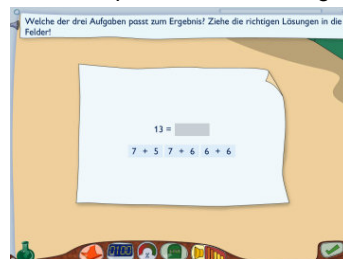 Welche der drei Aufgaben passt zum Ergebnis? Ziehe die richtigen Lösungen in die
Felder!
13 =
7 + 5 7 + 6 6 + 6
0100